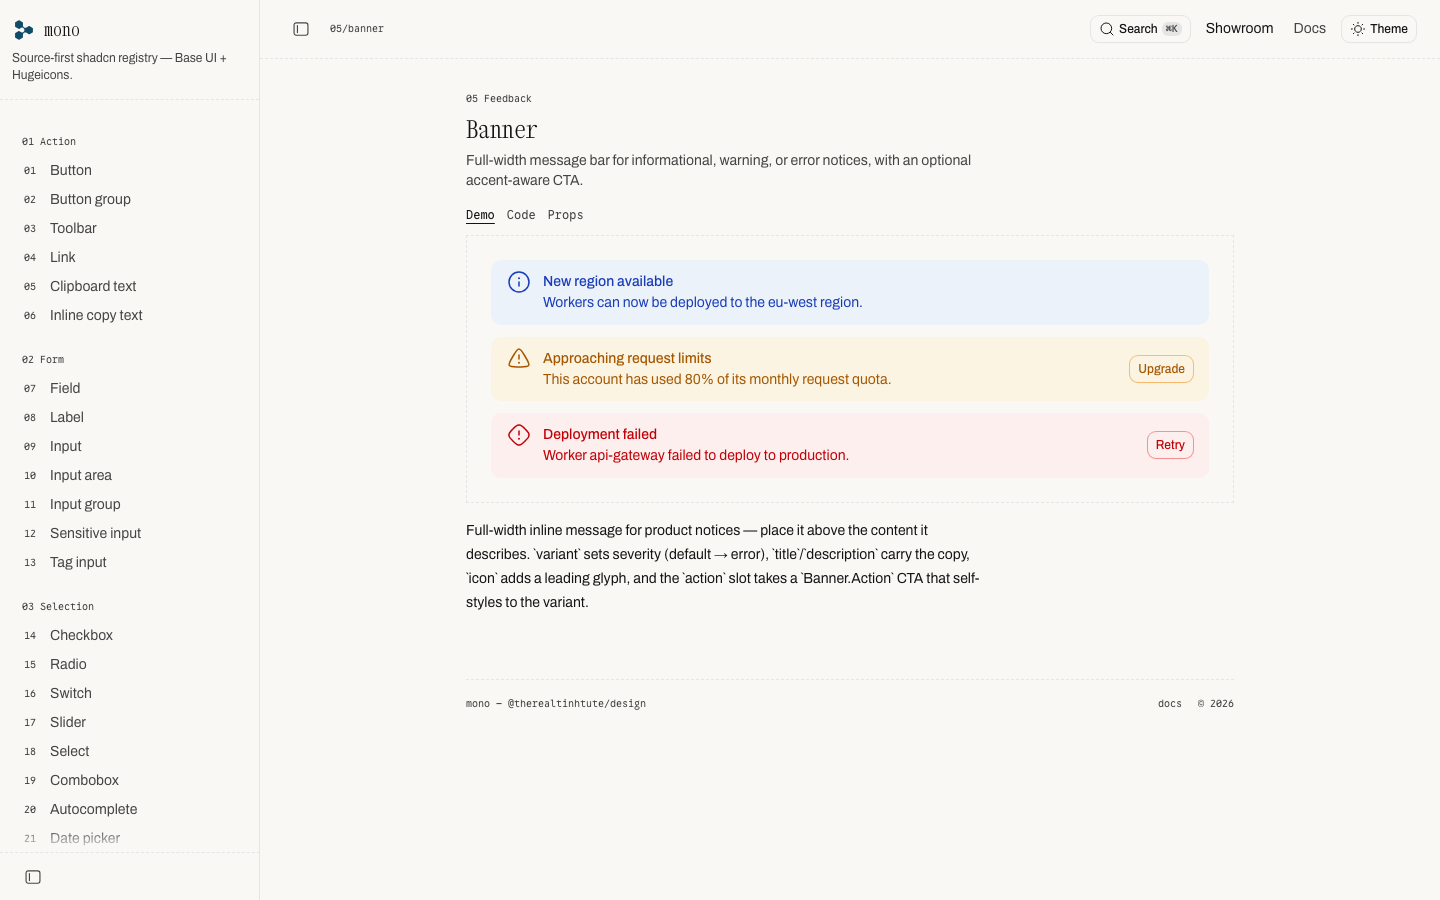 mono
Source-first shadcn registry — Base UI +
Hugeicons.
01 Action
01 Button
02 Button group
03 Toolbar
04 Link
05 Clipboard text
06 Inline copy text
02 Form
07 Field
08 Label
09 Input
10 Input area
11 Input group
12 Sensitive input
13 Tag input
03 Selection
14 Checkbox
15 Radio
16 Switch
17 Slider
18 Select
19 Combobox
20 Autocomplete
21 Date picker
05/banner
Search ⌘K
Showroom
Docs
Theme
05 Feedback
Banner
Full-width message bar for informational, warning, or error notices, with an optional
accent-aware CTA.
Demo Code Props
New region available
Workers can now be deployed to the eu-west region.
Approaching request limits
This account has used 80% of its monthly request quota.
Upgrade
Deployment failed
Worker api-gateway failed to deploy to production.
Retry
Full-width inline message for product notices — place it above the content it
describes. `variant` sets severity (default → error), `title`/`description` carry the copy,
`icon` adds a leading glyph, and the `action` slot takes a `Banner.Action` CTA that self-
styles to the variant.
mono — @therealtinhtute/design
docs © 2026